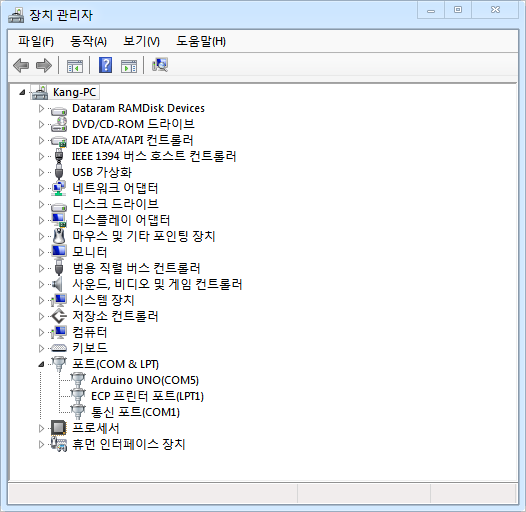 장치 관리자
파일(F) 동작(A) 보기(V) 도움말(H)
Kang-PC
Dataram RAMDisk Devices
DVD/CD-ROM 드라이브
IDE ATA/ATAPI 컨트롤러
IEEE 1394 버스 호스트 컨트롤러
USB 가상화
네트워크 어댑터
디스크 드라이브
디스플레이 어댑터
마우스 및 기타 포인팅 장치
모니터
범용 직렬 버스 컨트롤러
사운드, 비디오 및 게임 컨트롤러
시스템 장치
저장소 컨트롤러
컴퓨터
키보드
포트(COM & LPT)
Arduino UNO(COM5)
ECP 프린터 포트(LPT1)
통신 포트(COM1)
프로세서
휴먼 인터페이스 장치